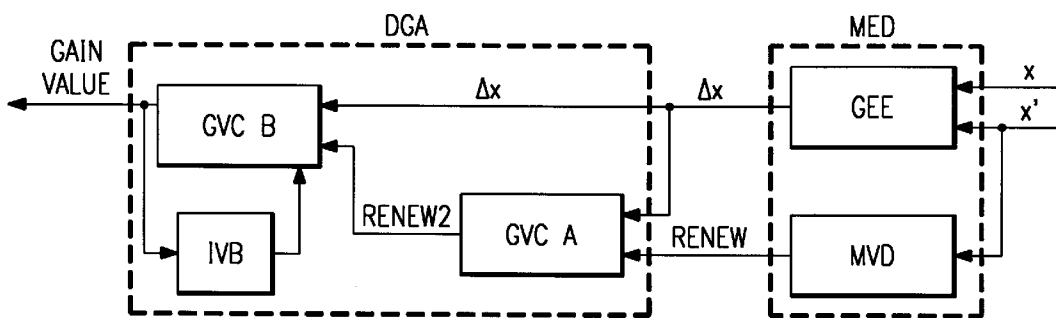 DGA
MED
GAIN
VALUE
GVC B
Δx
Δx
GEE
x
x'
IVB
RENEW2
GVC A
RENEW
MVD